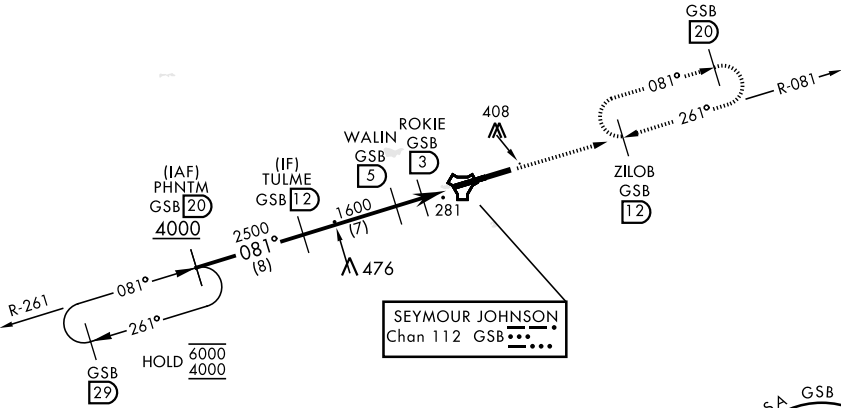 GSB
20
081°
261°
R-081
408
ZILOB
GSB
12
ROKIE
GSB
3
WALIN
GSB
5
(IF)
TULME
GSB 12
(IAF)
PHNTM
GSB 20
4000
2500
081°
(8)
1600
(7)
281
476
R-261
081°
261°
GSB
29
HOLD 6000
4000
SEYMOUR JOHNSON
Chan 112 GSB
SA GSB